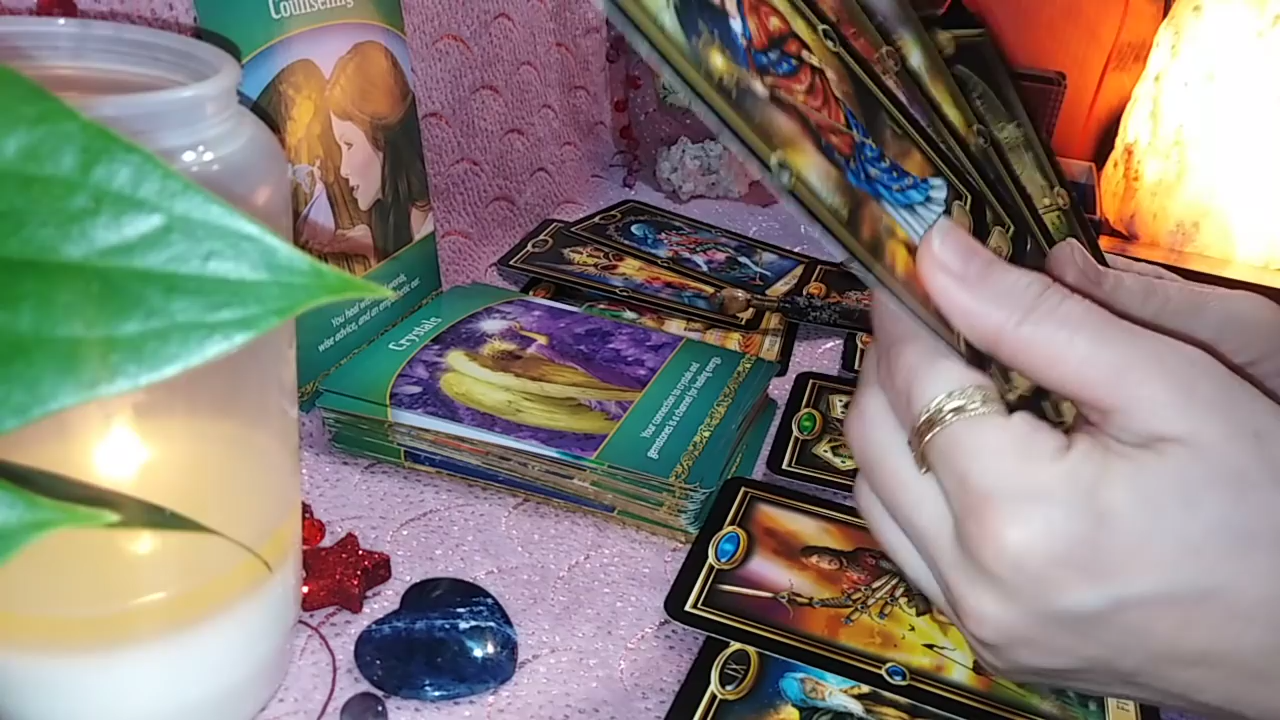 Counseling
You heal with words,
wise advice, and an empathetic ear.
Crystals
Your connection to crystals and
gemstones is a channel for healing energy.
IX